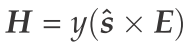 H = y(ŝ × E)